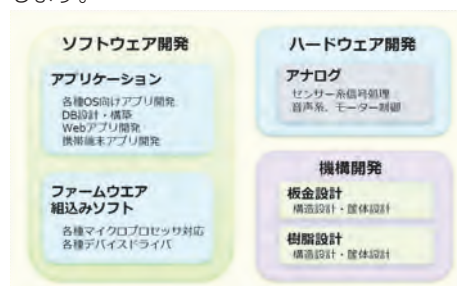 します。
ソフトウェア開発
アプリケーション
各種OS向けアプリ開発
DB設計・構築
Webアプリ開発
携帯端末アプリ開発
ファームウエア
組込みソフト
各種マイクロプロセッサ対応
各種デバイスドライバ
ハードウェア開発
アナログ
センサー系信号処理
音声系、モーター制御
機構開発
板金設計
構造設計・筐体設計
樹脂設計
構造設計・筐体設計